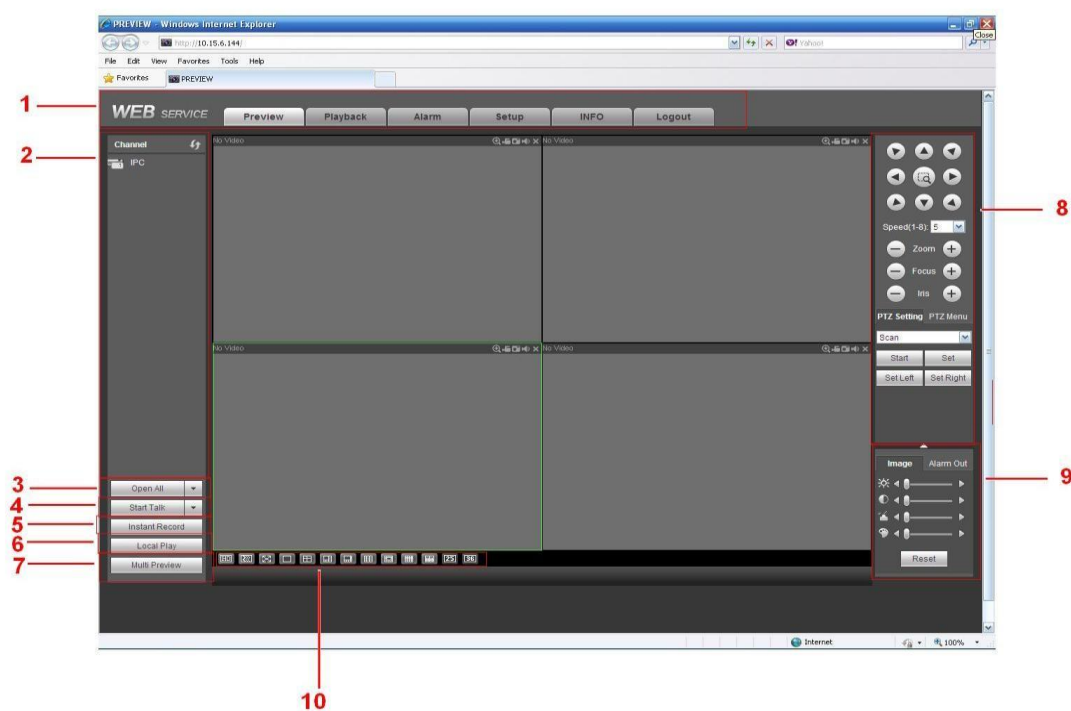 PREVIEW - Windows Internet Explorer
Close
http://10.15.6.144/
Yahoo!
File Edit View Favorites Tools Help
Favorites PREVIEW
1
WEB SERVICE Preview Playback Alarm Setup INFO Logout
2
Channel
IPC
No Video
No Video
No Video
No Video
8
Speed(1-8): 5
Zoom
Focus
Iris
PTZ Setting PTZ Menu
Scan
Start Set
Set Left Set Right
9
Image Alarm Out
Reset
3
Open All
4
Start Talk
5
Instant Record
6
Local Play
7
Multi Preview
Internet 100%
10